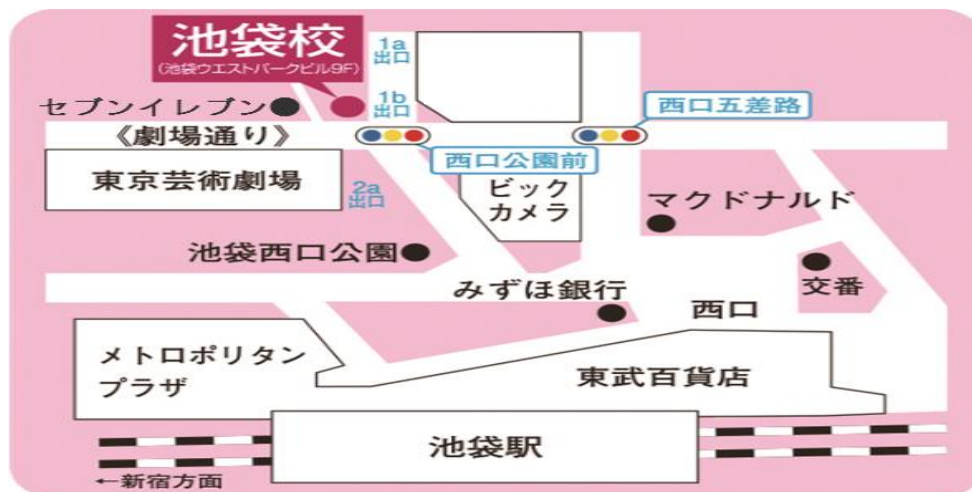 池袋校
(池袋ウエストパークビル9F)
1a
出口
セブンイレブン
1b
出口
西口五差路
《劇場通り》
西口公園前
東京芸術劇場
2a
出口
ビック
カメラ
マクドナルド
池袋西口公園
みずほ銀行
交番
西口
メトロポリタン
プラザ
東武百貨店
池袋駅
←新宿方面